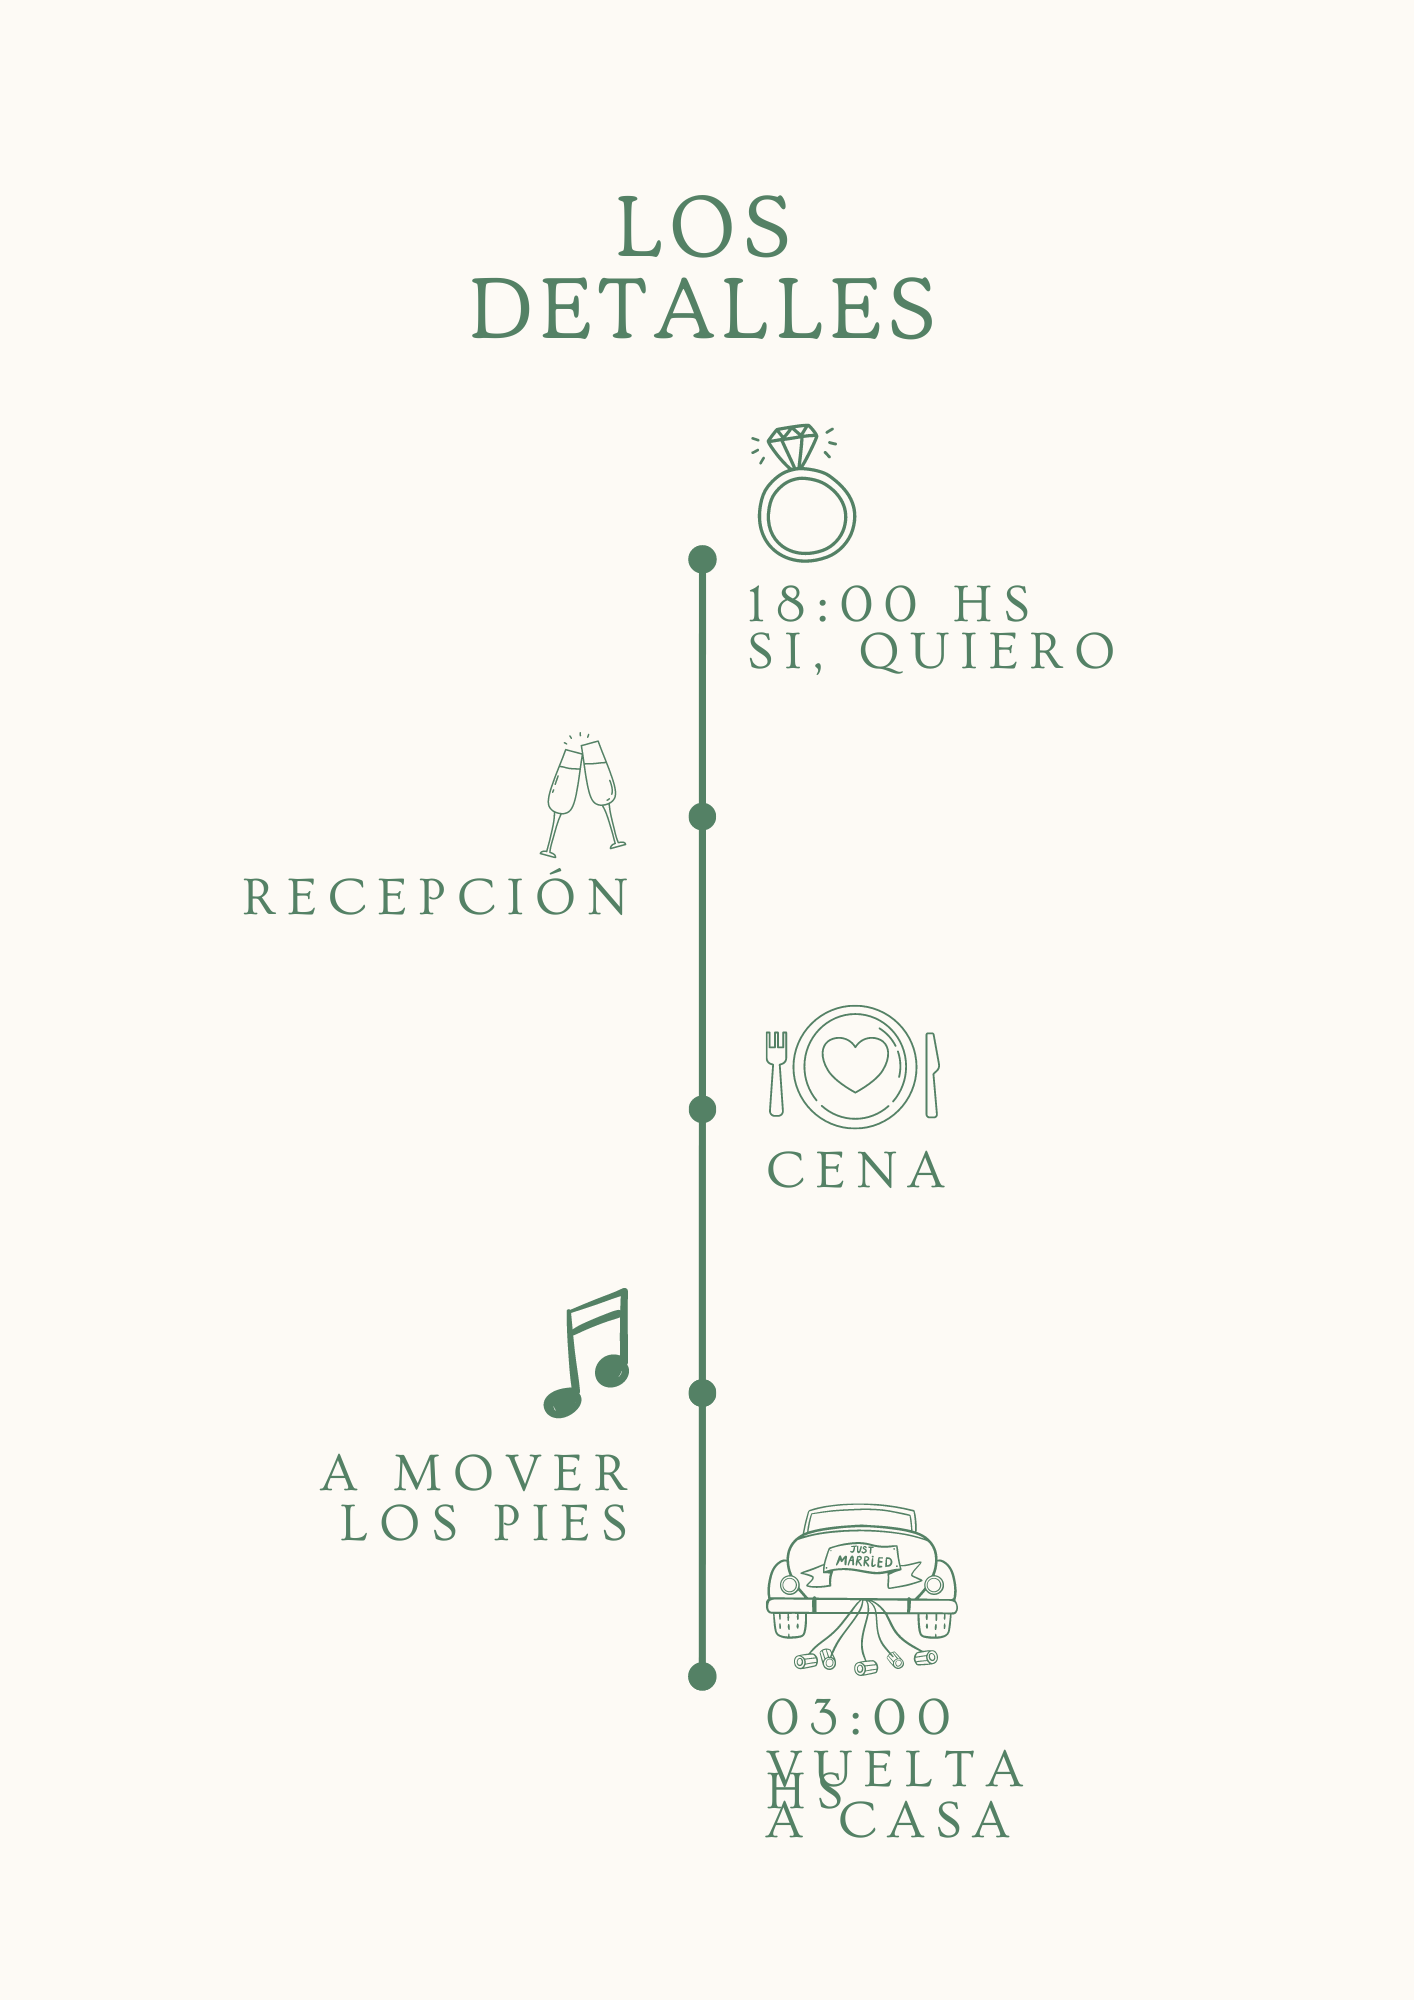 LOS
DETALLES
18:00 HS
SI, QUIERO
RECEPCIÓN
CENA
A MOVER
LOS PIES
JUST
MARRIED
03:00
HS
VUELTA
A CASA